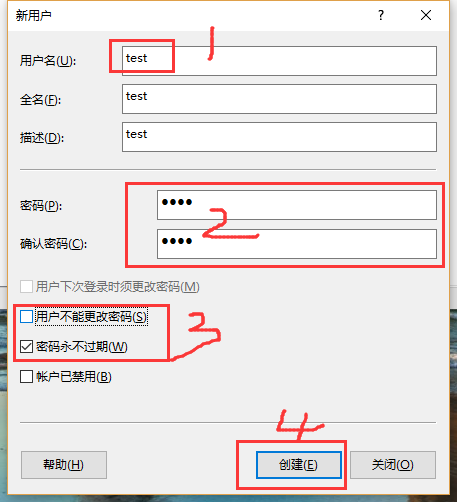 新用户 ?
1
用户名(U): test
全名(F): test
描述(D): test
密码(P): ●●●●
2
确认密码(C): ●●●●
用户下次登录时须更改密码(M)
用户不能更改密码(S)
3
密码永不过期(W)
帐户已禁用(B)
4
帮助(H) 创建(E) 关闭(O)